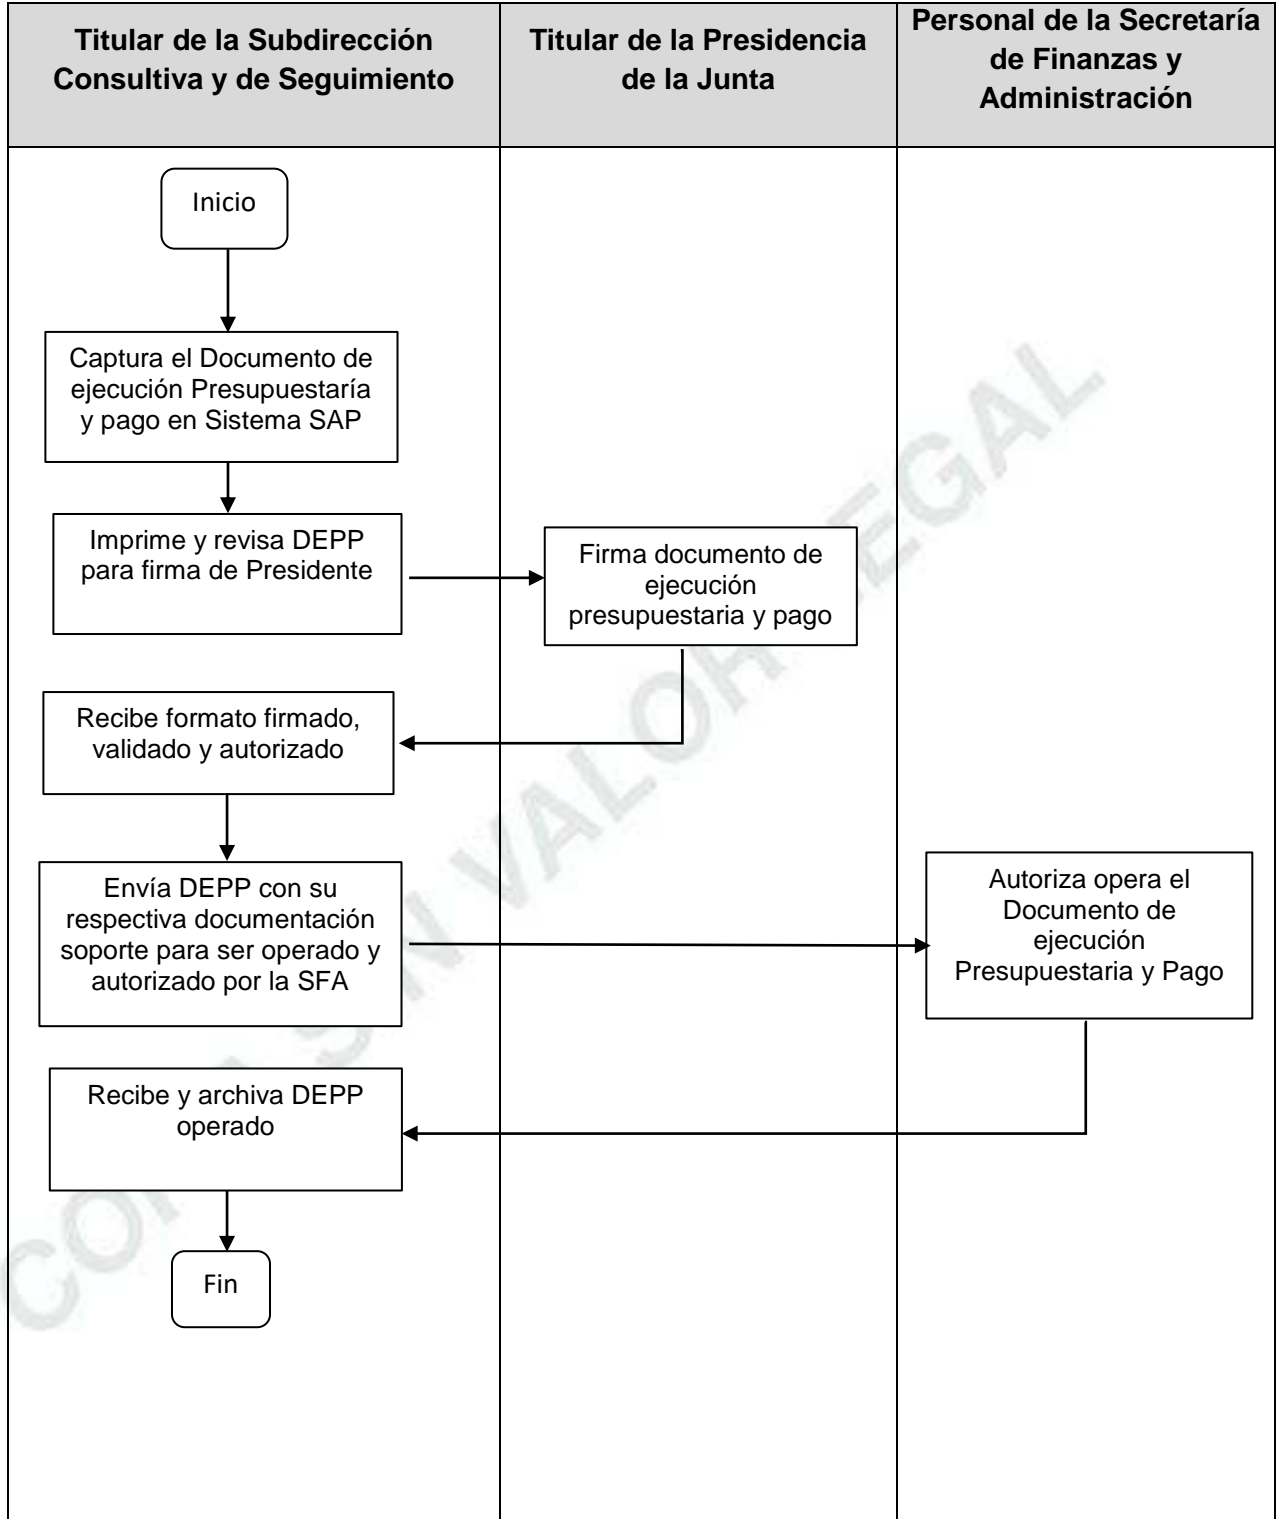 Titular de la Subdirección
Consultiva y de Seguimiento
Titular de la Presidencia
de la Junta
Personal de la Secretaría
de Finanzas y
Administración
Inicio
Captura el Documento de
ejecución Presupuestaría
y pago en Sistema SAP
Imprime y revisa DEPP
para firma de Presidente
Firma documento de
ejecución
presupuestaria y pago
Recibe formato firmado,
validado y autorizado
Envía DEPP con su
respectiva documentación
soporte para ser operado y
autorizado por la SFA
Autoriza opera el
Documento de
ejecución
Presupuestaria y Pago
Recibe y archiva DEPP
operado
Fin
COPIA SIN VALOR LEGAL